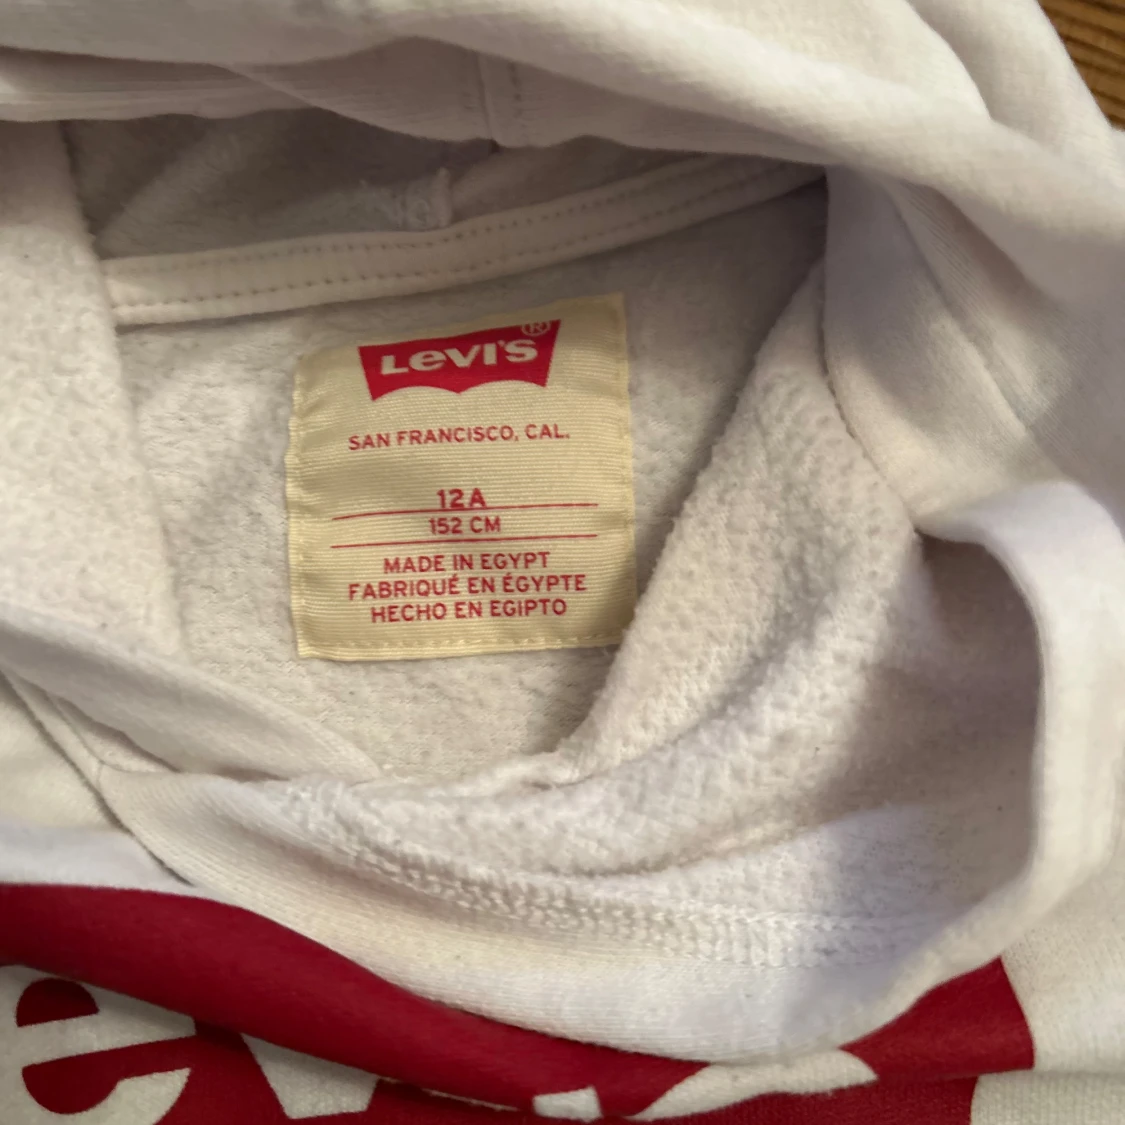 LEVI'S ®
SAN FRANCISCO, CAL.
12A
152 CM
MADE IN EGYPT
FABRIQUÉ EN ÉGYPTE
HECHO EN EGIPTO